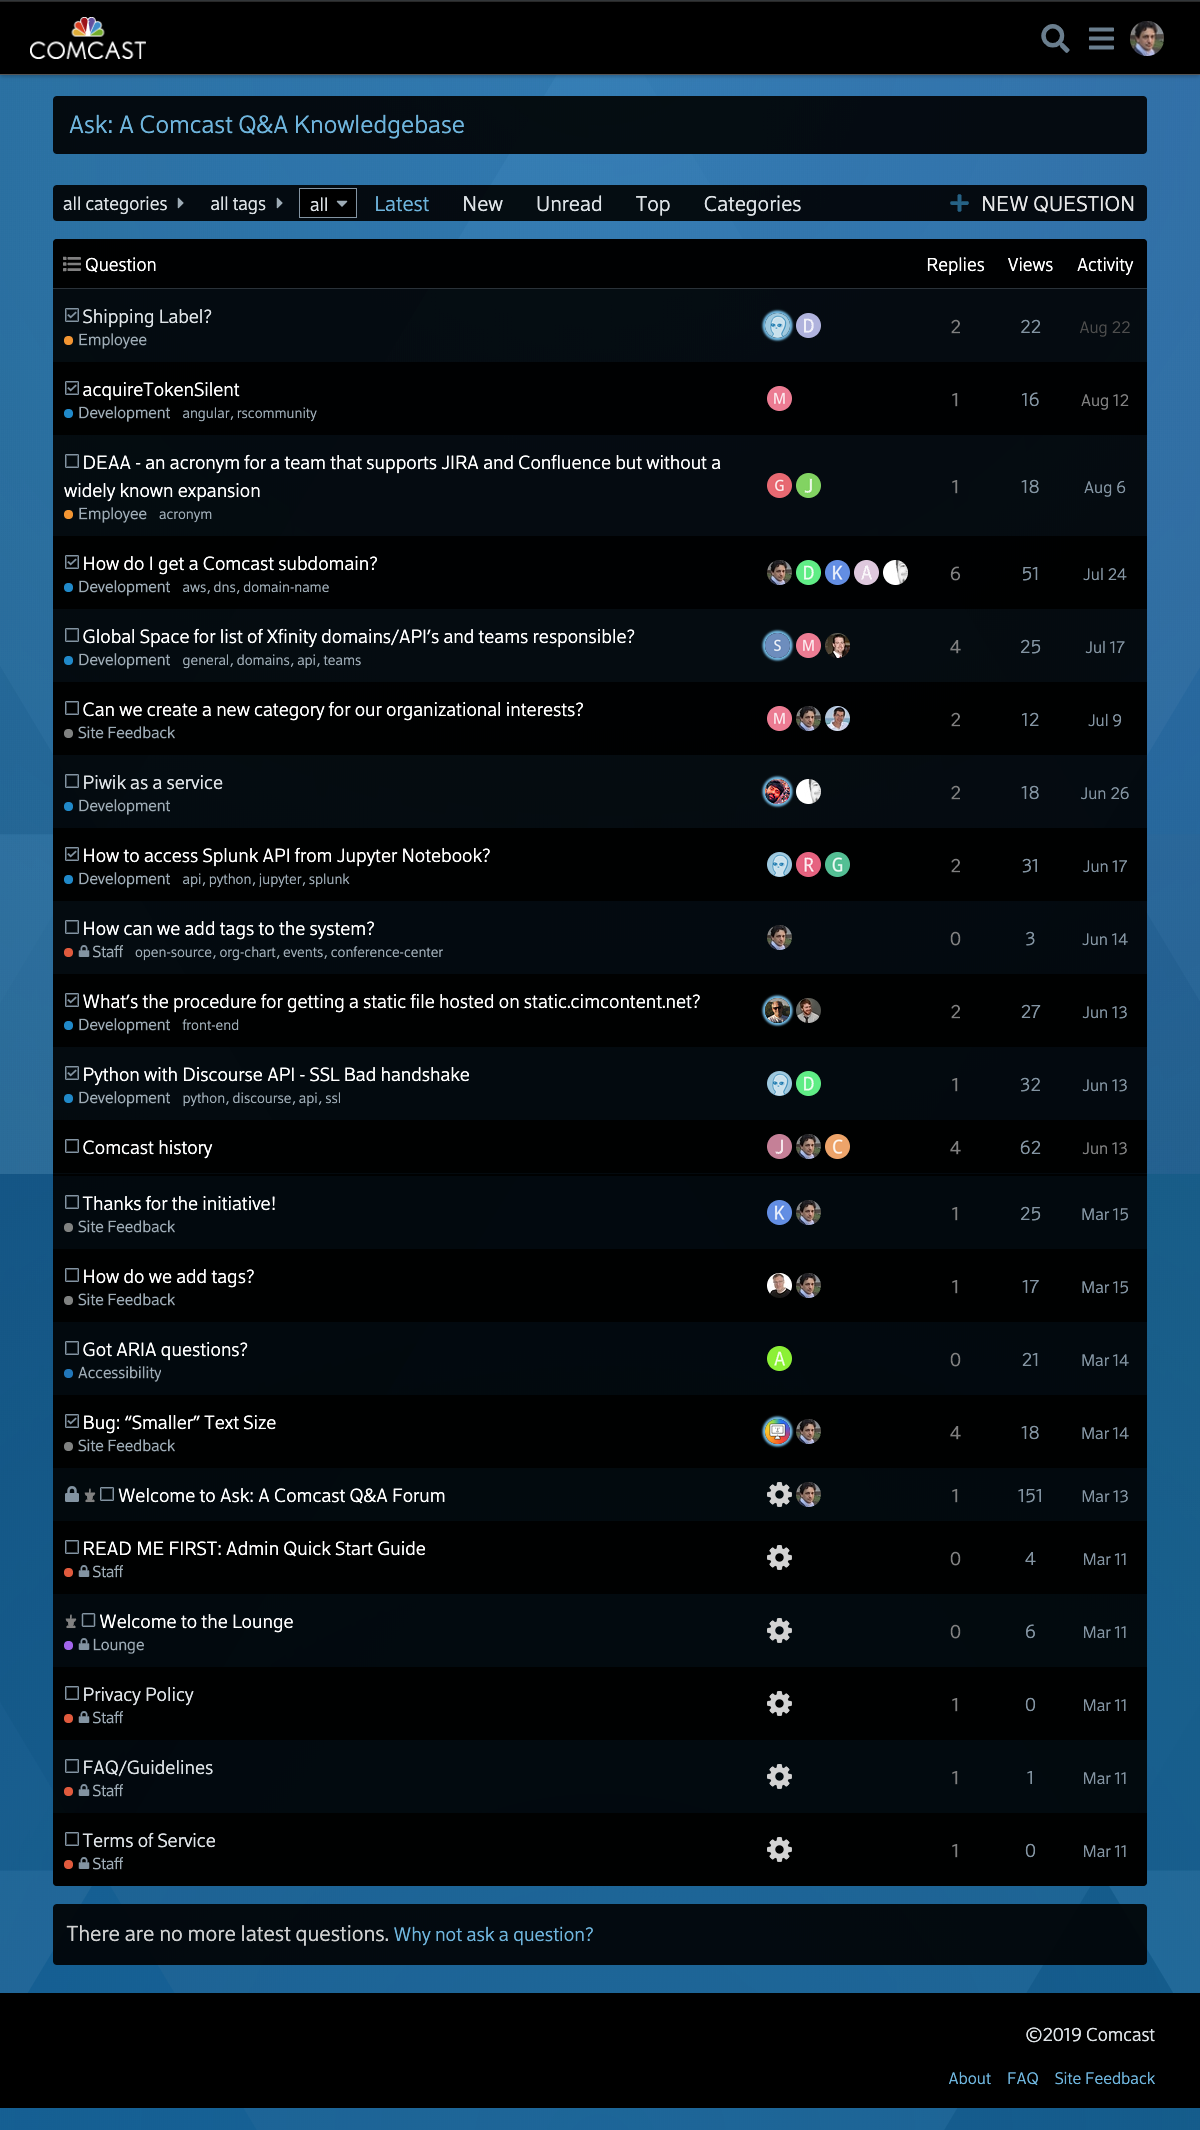 COMCAST
Ask: A Comcast Q&A Knowledgebase
all categories all tags all Latest New Unread Top Categories + NEW QUESTION
Question Replies Views Activity
Shipping Label?
Employee
D 2 22 Aug 22
acquireTokenSilent
Development angular, rscommunity
M 1 16 Aug 12
DEAA - an acronym for a team that supports JIRA and Confluence but without a
widely known expansion
Employee acronym
G J 1 18 Aug 6
How do I get a Comcast subdomain?
Development aws, dns, domain-name
D K A 6 51 Jul 24
Global Space for list of Xfinity domains/API's and teams responsible?
Development general, domains, api, teams
S M 4 25 Jul 17
Can we create a new category for our organizational interests?
Site Feedback
M 2 12 Jul 9
Piwik as a service
Development
2 18 Jun 26
How to access Splunk API from Jupyter Notebook?
Development api, python, jupyter, splunk
R G 2 31 Jun 17
How can we add tags to the system?
Staff open-source, org-chart, events, conference-center
0 3 Jun 14
What's the procedure for getting a static file hosted on static.cimcontent.net?
Development front-end
2 27 Jun 13
Python with Discourse API - SSL Bad handshake
Development python, discourse, api, ssl
D 1 32 Jun 13
Comcast history J C 4 62 Jun 13
Thanks for the initiative!
Site Feedback
K 1 25 Mar 15
How do we add tags?
Site Feedback
1 17 Mar 15
Got ARIA questions?
Accessibility
A 0 21 Mar 14
Bug: “Smaller” Text Size
Site Feedback
4 18 Mar 14
Welcome to Ask: A Comcast Q&A Forum 1 151 Mar 13
READ ME FIRST: Admin Quick Start Guide
Staff
0 4 Mar 11
Welcome to the Lounge
Lounge
0 6 Mar 11
Privacy Policy
Staff
1 0 Mar 11
FAQ/Guidelines
Staff
1 1 Mar 11
Terms of Service
Staff
1 0 Mar 11
There are no more latest questions. Why not ask a question?
©2019 Comcast
About FAQ Site Feedback